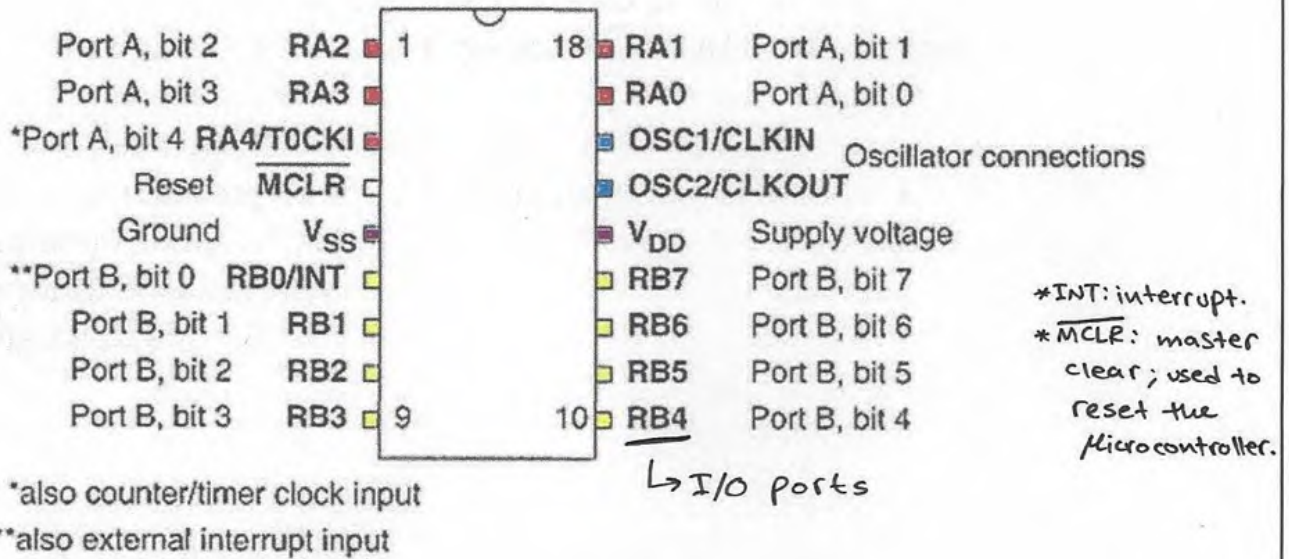 Port A, bit 2 RA2 1 18 RA1 Port A, bit 1
Port A, bit 3 RA3 RA0 Port A, bit 0
*Port A, bit 4 RA4/T0CKI OSC1/CLKIN
Oscillator connections
Reset MCLR OSC2/CLKOUT
Ground VSS VDD Supply voltage
**Port B, bit 0 RB0/INT RB7 Port B, bit 7
Port B, bit 1 RB1 RB6 Port B, bit 6
Port B, bit 2 RB2 RB5 Port B, bit 5
Port B, bit 3 RB3 9 10 RB4 Port B, bit 4
*INT: interrupt.
*MCLR: master
clear; used to
reset the
Microcontroller.
↳ I/O ports
*also counter/timer clock input
**also external interrupt input